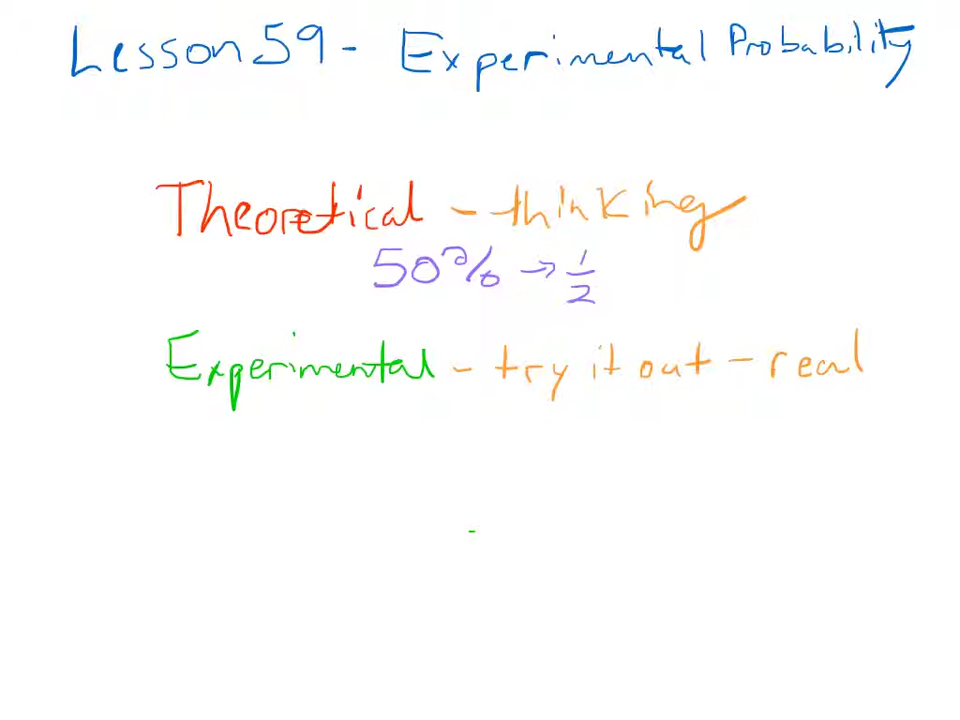 Lesson 59 - Experimental Probability
Theoretical - thinking
50% → 1/2
Experimental - try it out - real